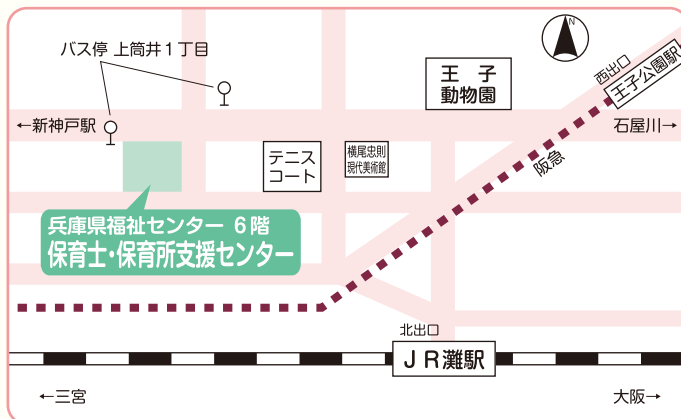 N
バス停 上筒井1丁目
西出口
王子公園駅
王子
動物園
←新神戸駅
石屋川→
テニス
コート
横尾忠則
現代美術館
阪急
兵庫県福祉センター 6階
保育士・保育所支援センター
北出口
JR灘駅
←三宮
大阪→